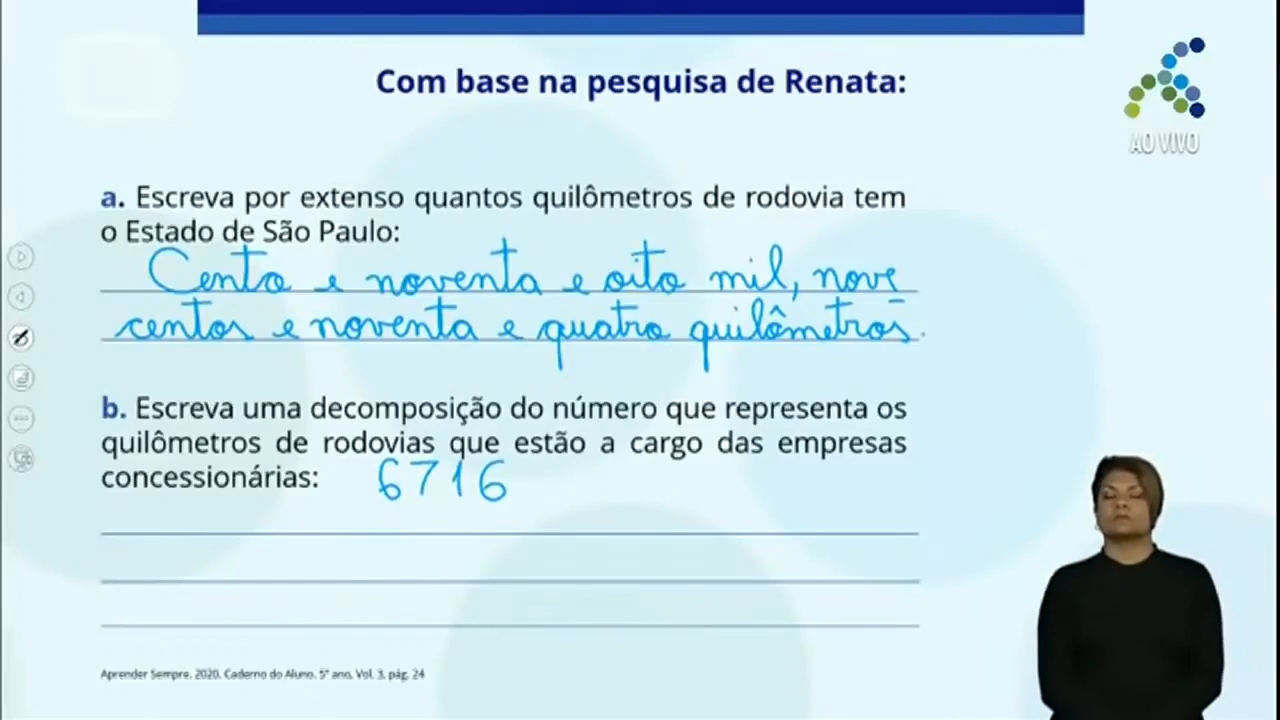 Com base na pesquisa de Renata:
AO VIVO
a. Escreva por extenso quantos quilômetros de rodovia tem
o Estado de São Paulo:
Cento e noventa e oito mil, nove
centos e noventa e quatro quilômetros.
b. Escreva uma decomposição do número que representa os
quilômetros de rodovias que estão a cargo das empresas
concessionárias: 6716
Aprender Sempre, 2020, Caderno do Aluno, 5º ano, Vol. 3, pág. 24